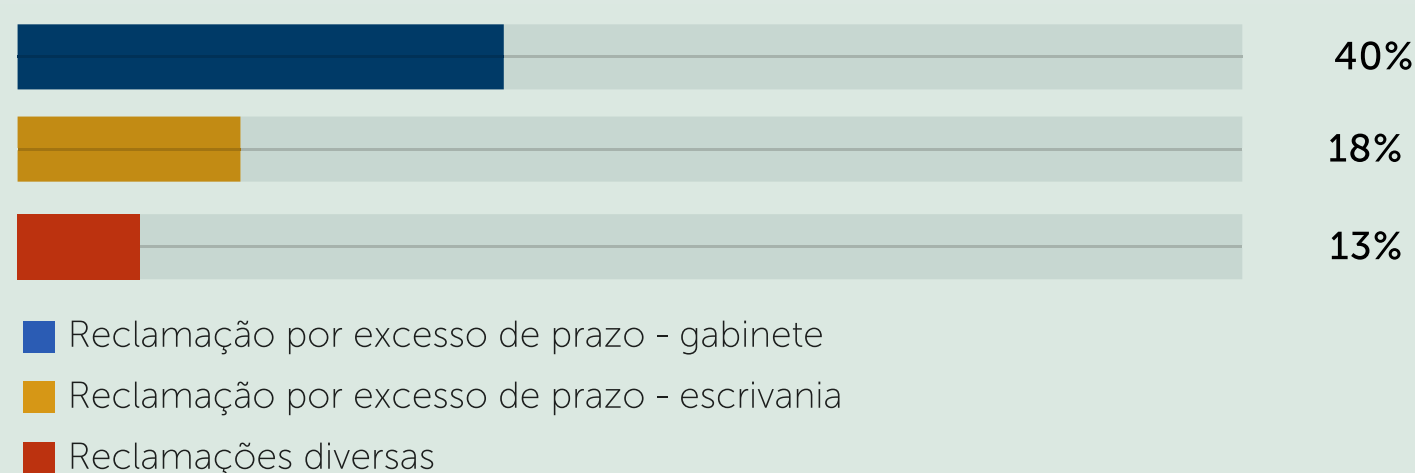 40%
18%
13%
Reclamação por excesso de prazo - gabinete
Reclamação por excesso de prazo - escrivania
Reclamações diversas